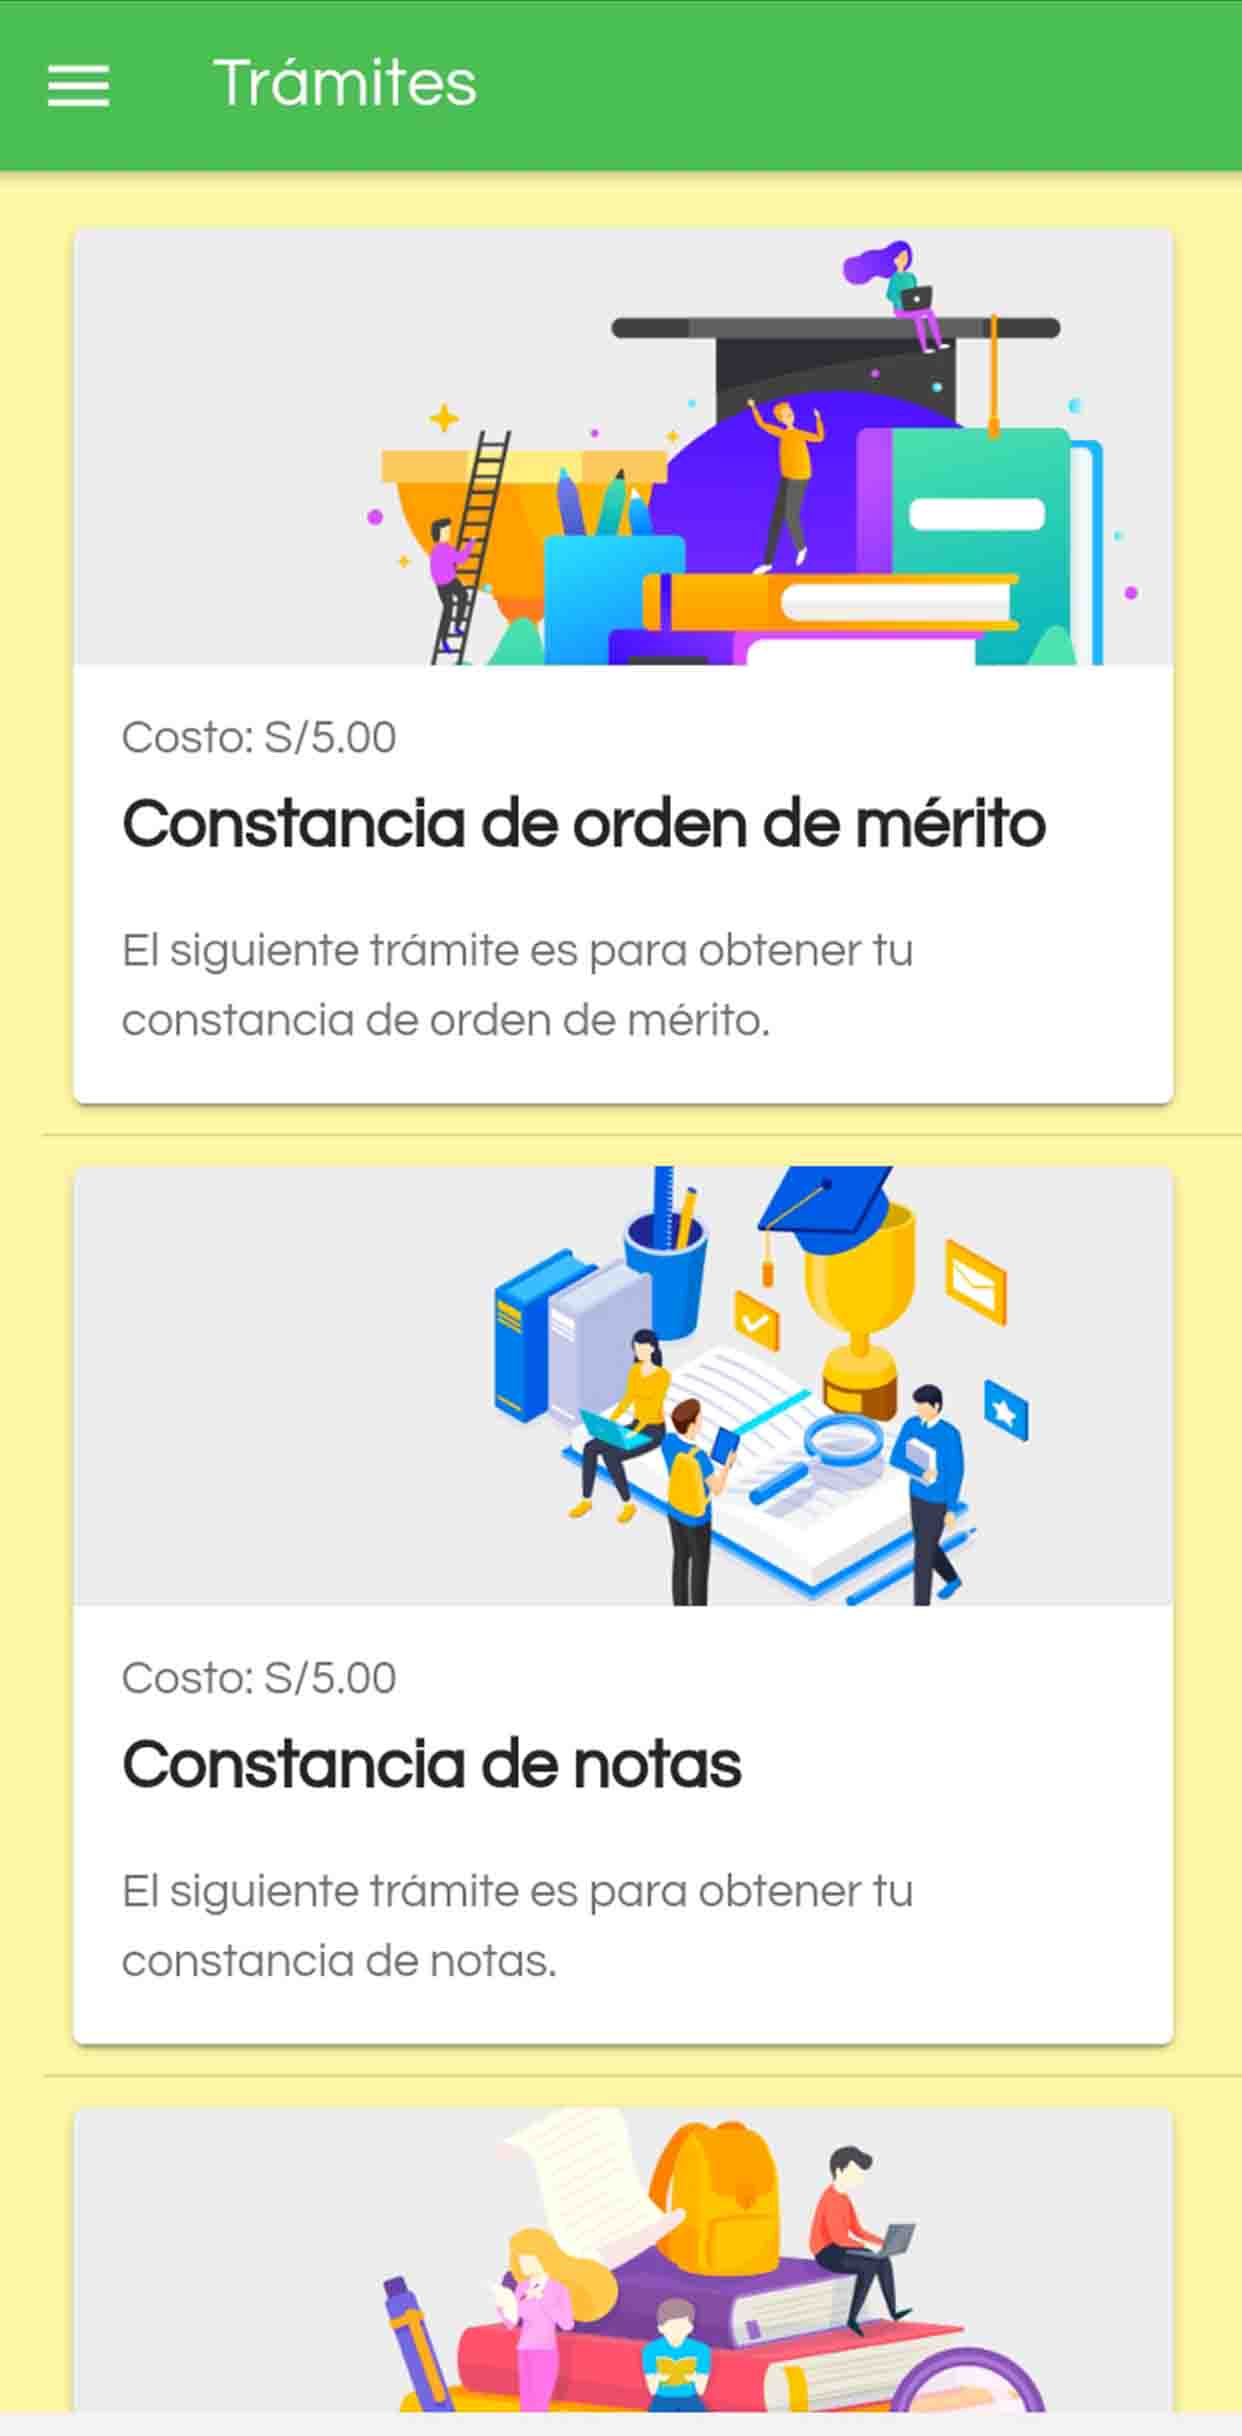 Trámites
Costo: S/5.00
Constancia de orden de mérito
El siguiente trámite es para obtener tu
constancia de orden de mérito.
Costo: S/5.00
Constancia de notas
El siguiente trámite es para obtener tu
constancia de notas.